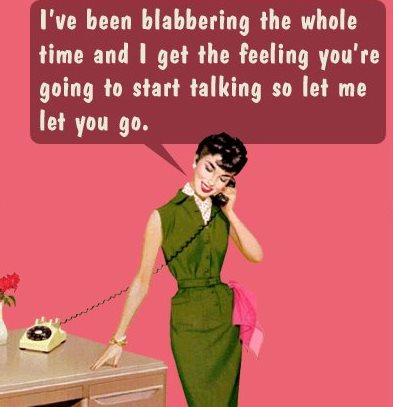 I've been blabbering the whole
time and I get the feeling you're
going to start talking so let me
let you go.